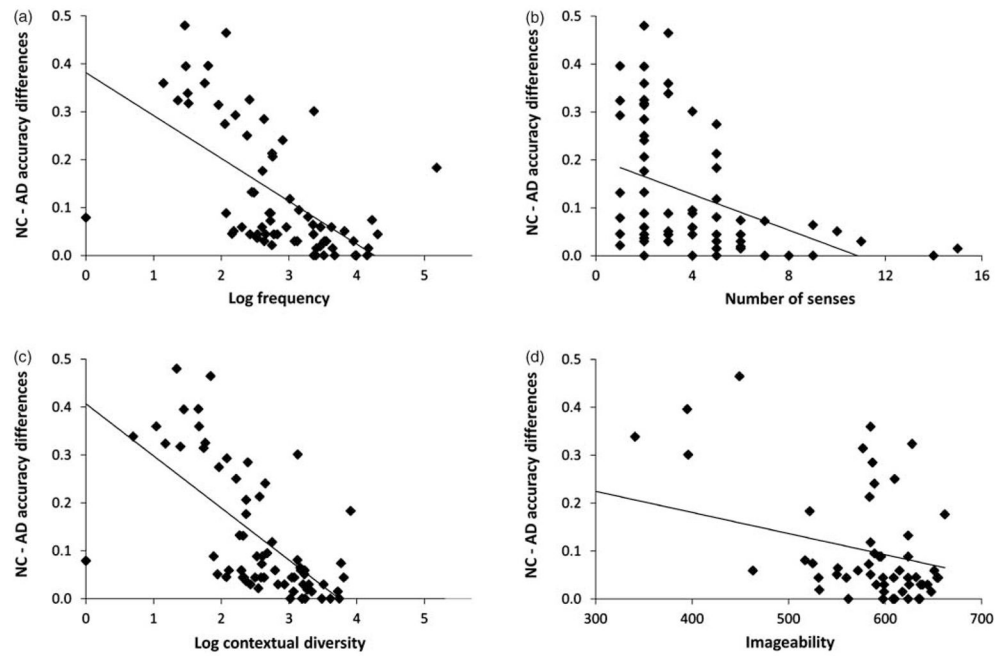 (a)
NC - AD accuracy differences
0.5
0.4
0.3
0.2
0.1
0.0
0 1 2 3 4 5
Log frequency
(b)
NC - AD accuracy differences
0.5
0.4
0.3
0.2
0.1
0.0
0 4 8 12 16
Number of senses
(c)
NC - AD accuracy differences
0.5
0.4
0.3
0.2
0.1
0.0
0 1 2 3 4 5
Log contextual diversity
(d)
NC - AD accuracy differences
0.5
0.4
0.3
0.2
0.1
0.0
300 400 500 600 700
Imageability